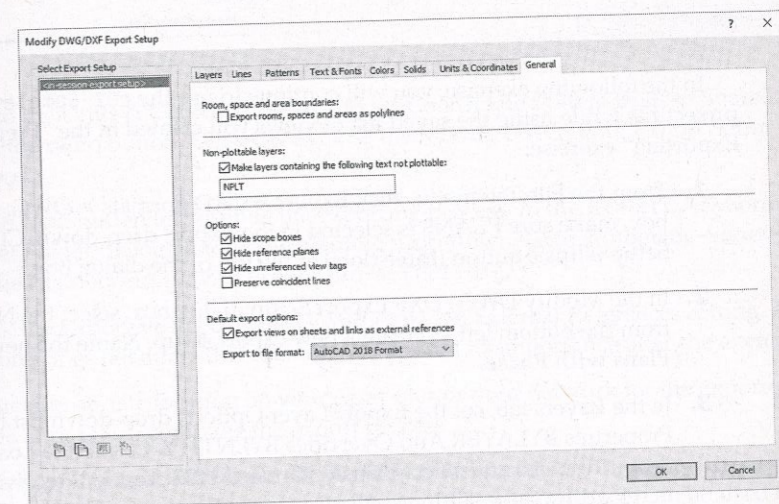 ? X
Modify DWG/DXF Export Setup
Select Export Setup
<in-session export setup>
Layers Lines Patterns Text & Fonts Colors Solids Units & Coordinates General
Room, space and area boundaries:
Export rooms, spaces and areas as polylines
Non-plottable layers:
Make layers containing the following text not plottable:
NPLT
Options:
Hide scope boxes
Hide reference planes
Hide unreferenced view tags
Preserve coincident lines
Default export options:
Export views on sheets and links as external references
Export to file format: AutoCAD 2018 Format
OK Cancel